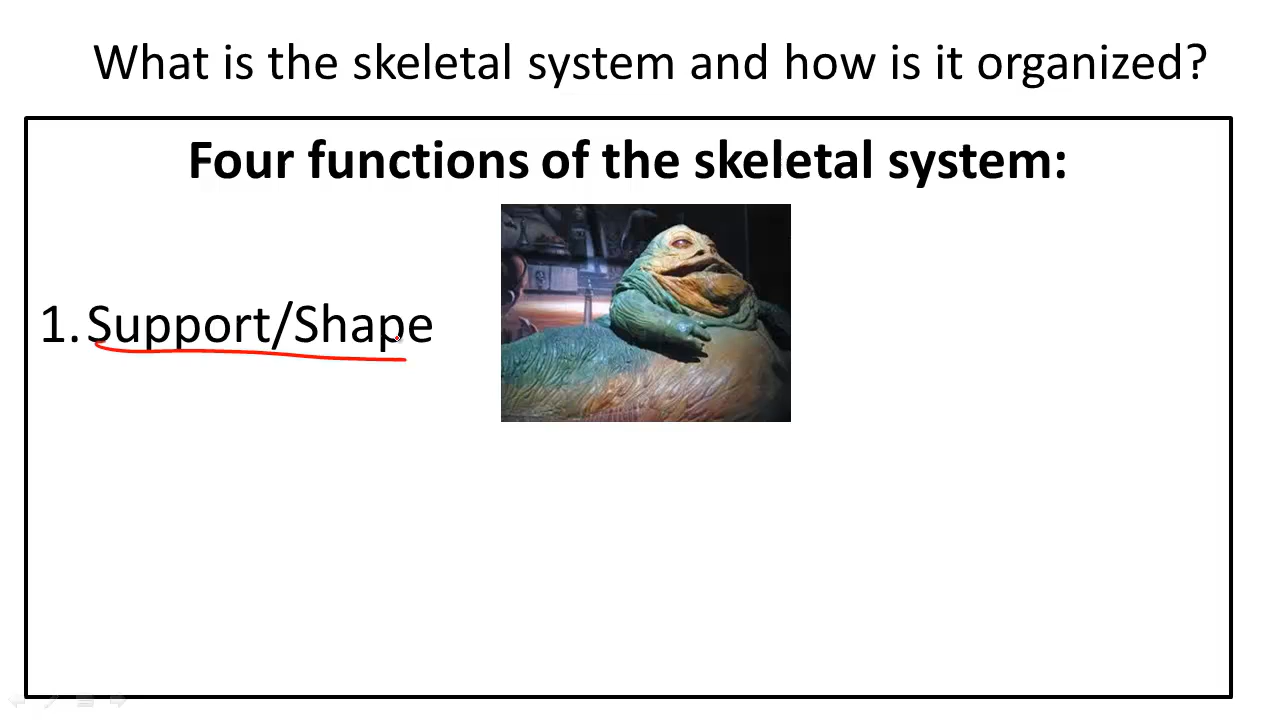 What is the skeletal system and how is it organized?
Four functions of the skeletal system:
1. Support/Shape